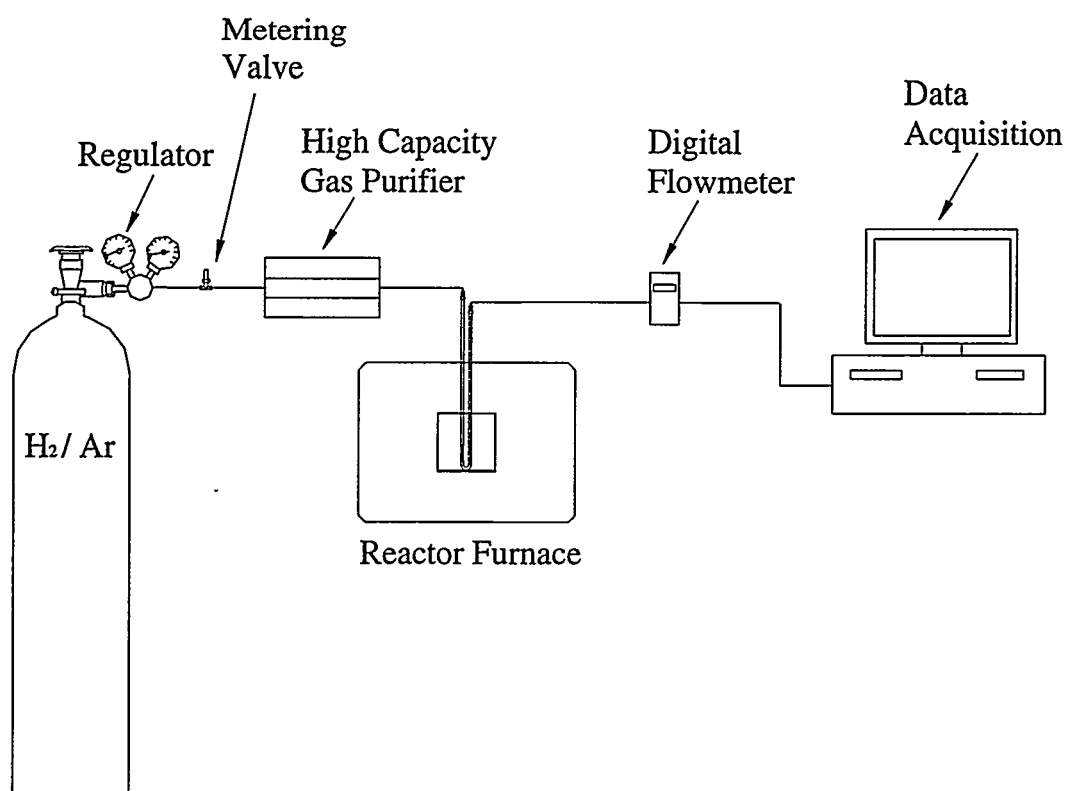 Metering
Valve
Regulator
High Capacity
Gas Purifier
Digital
Flowmeter
Data
Acquisition
H₂/ Ar
Reactor Furnace